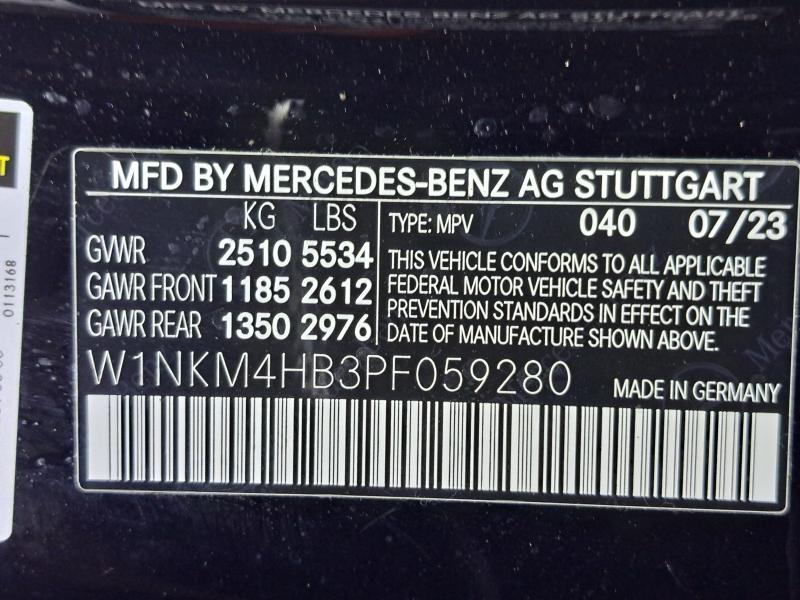 MFD BY MERCEDES-BENZ AG STUTTGART
KG LBS
GVWR 2510 5534
GAWR FRONT 1185 2612
GAWR REAR 1350 2976
TYPE: MPV 040 07/23
THIS VEHICLE CONFORMS TO ALL APPLICABLE
FEDERAL MOTOR VEHICLE SAFETY AND THEFT
PREVENTION STANDARDS IN EFFECT ON THE
DATE OF MANUFACTURE SHOWN ABOVE.
W1NKM4HB3PF059280
MADE IN GERMANY
0113168